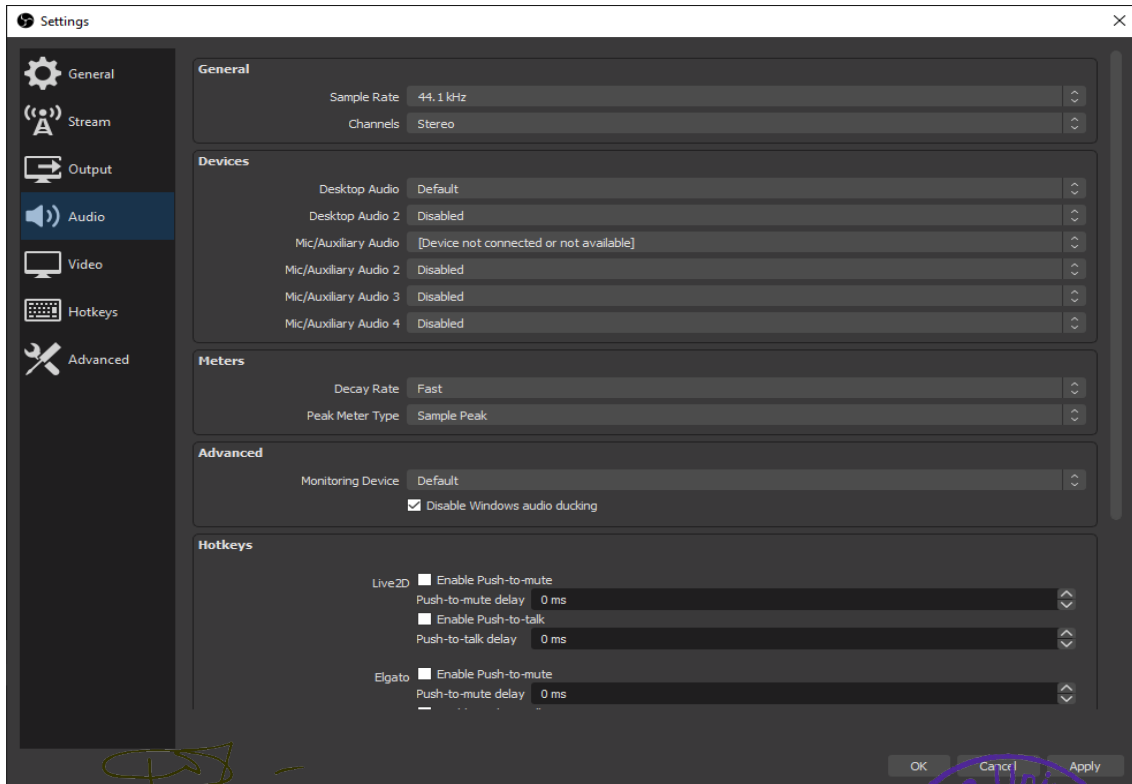 Settings
General
Stream
Output
Audio
Video
Hotkeys
Advanced
General
Sample Rate 44.1 kHz
Channels Stereo
Devices
Desktop Audio Default
Desktop Audio 2 Disabled
Mic/Auxiliary Audio [Device not connected or not available]
Mic/Auxiliary Audio 2 Disabled
Mic/Auxiliary Audio 3 Disabled
Mic/Auxiliary Audio 4 Disabled
Meters
Decay Rate Fast
Peak Meter Type Sample Peak
Advanced
Monitoring Device Default
Disable Windows audio ducking
Hotkeys
Live2D Enable Push-to-mute
Push-to-mute delay 0 ms
Enable Push-to-talk
Push-to-talk delay 0 ms
Elgato Enable Push-to-mute
Push-to-mute delay 0 ms
OK Cancel Apply